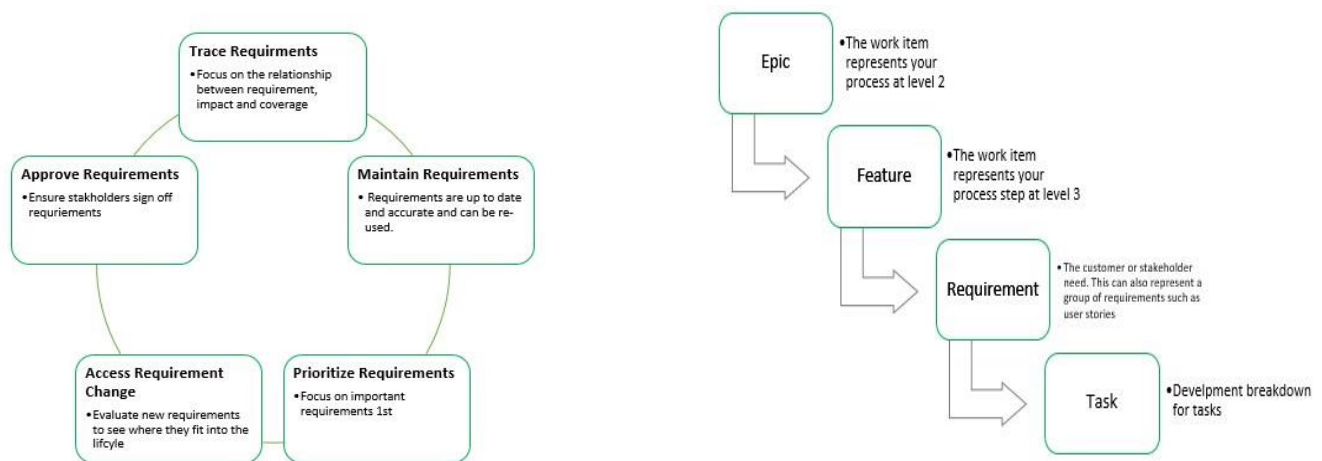 Trace Requirments
•Focus on the relationship
between requirement,
impact and coverage
Approve Requirements
•Ensure stakholders sign off
requriements
Maintain Requirements
• Requirements are up to date
and accurate and can be re-
used.
Access Requirement
Change
•Evaluate new requirements
to see where they fit into the
lifcyle
Prioritize Requirements
•Focus on important
requirements 1st
Epic
•The work item
represents your
process at level 2
Feature
•The work item
represents your
process step at level 3
Requirement
•The customer or stakeholder
need. This can also represent a
group of requirements such as
user stories
Task
•Develpment breakdown
for tasks